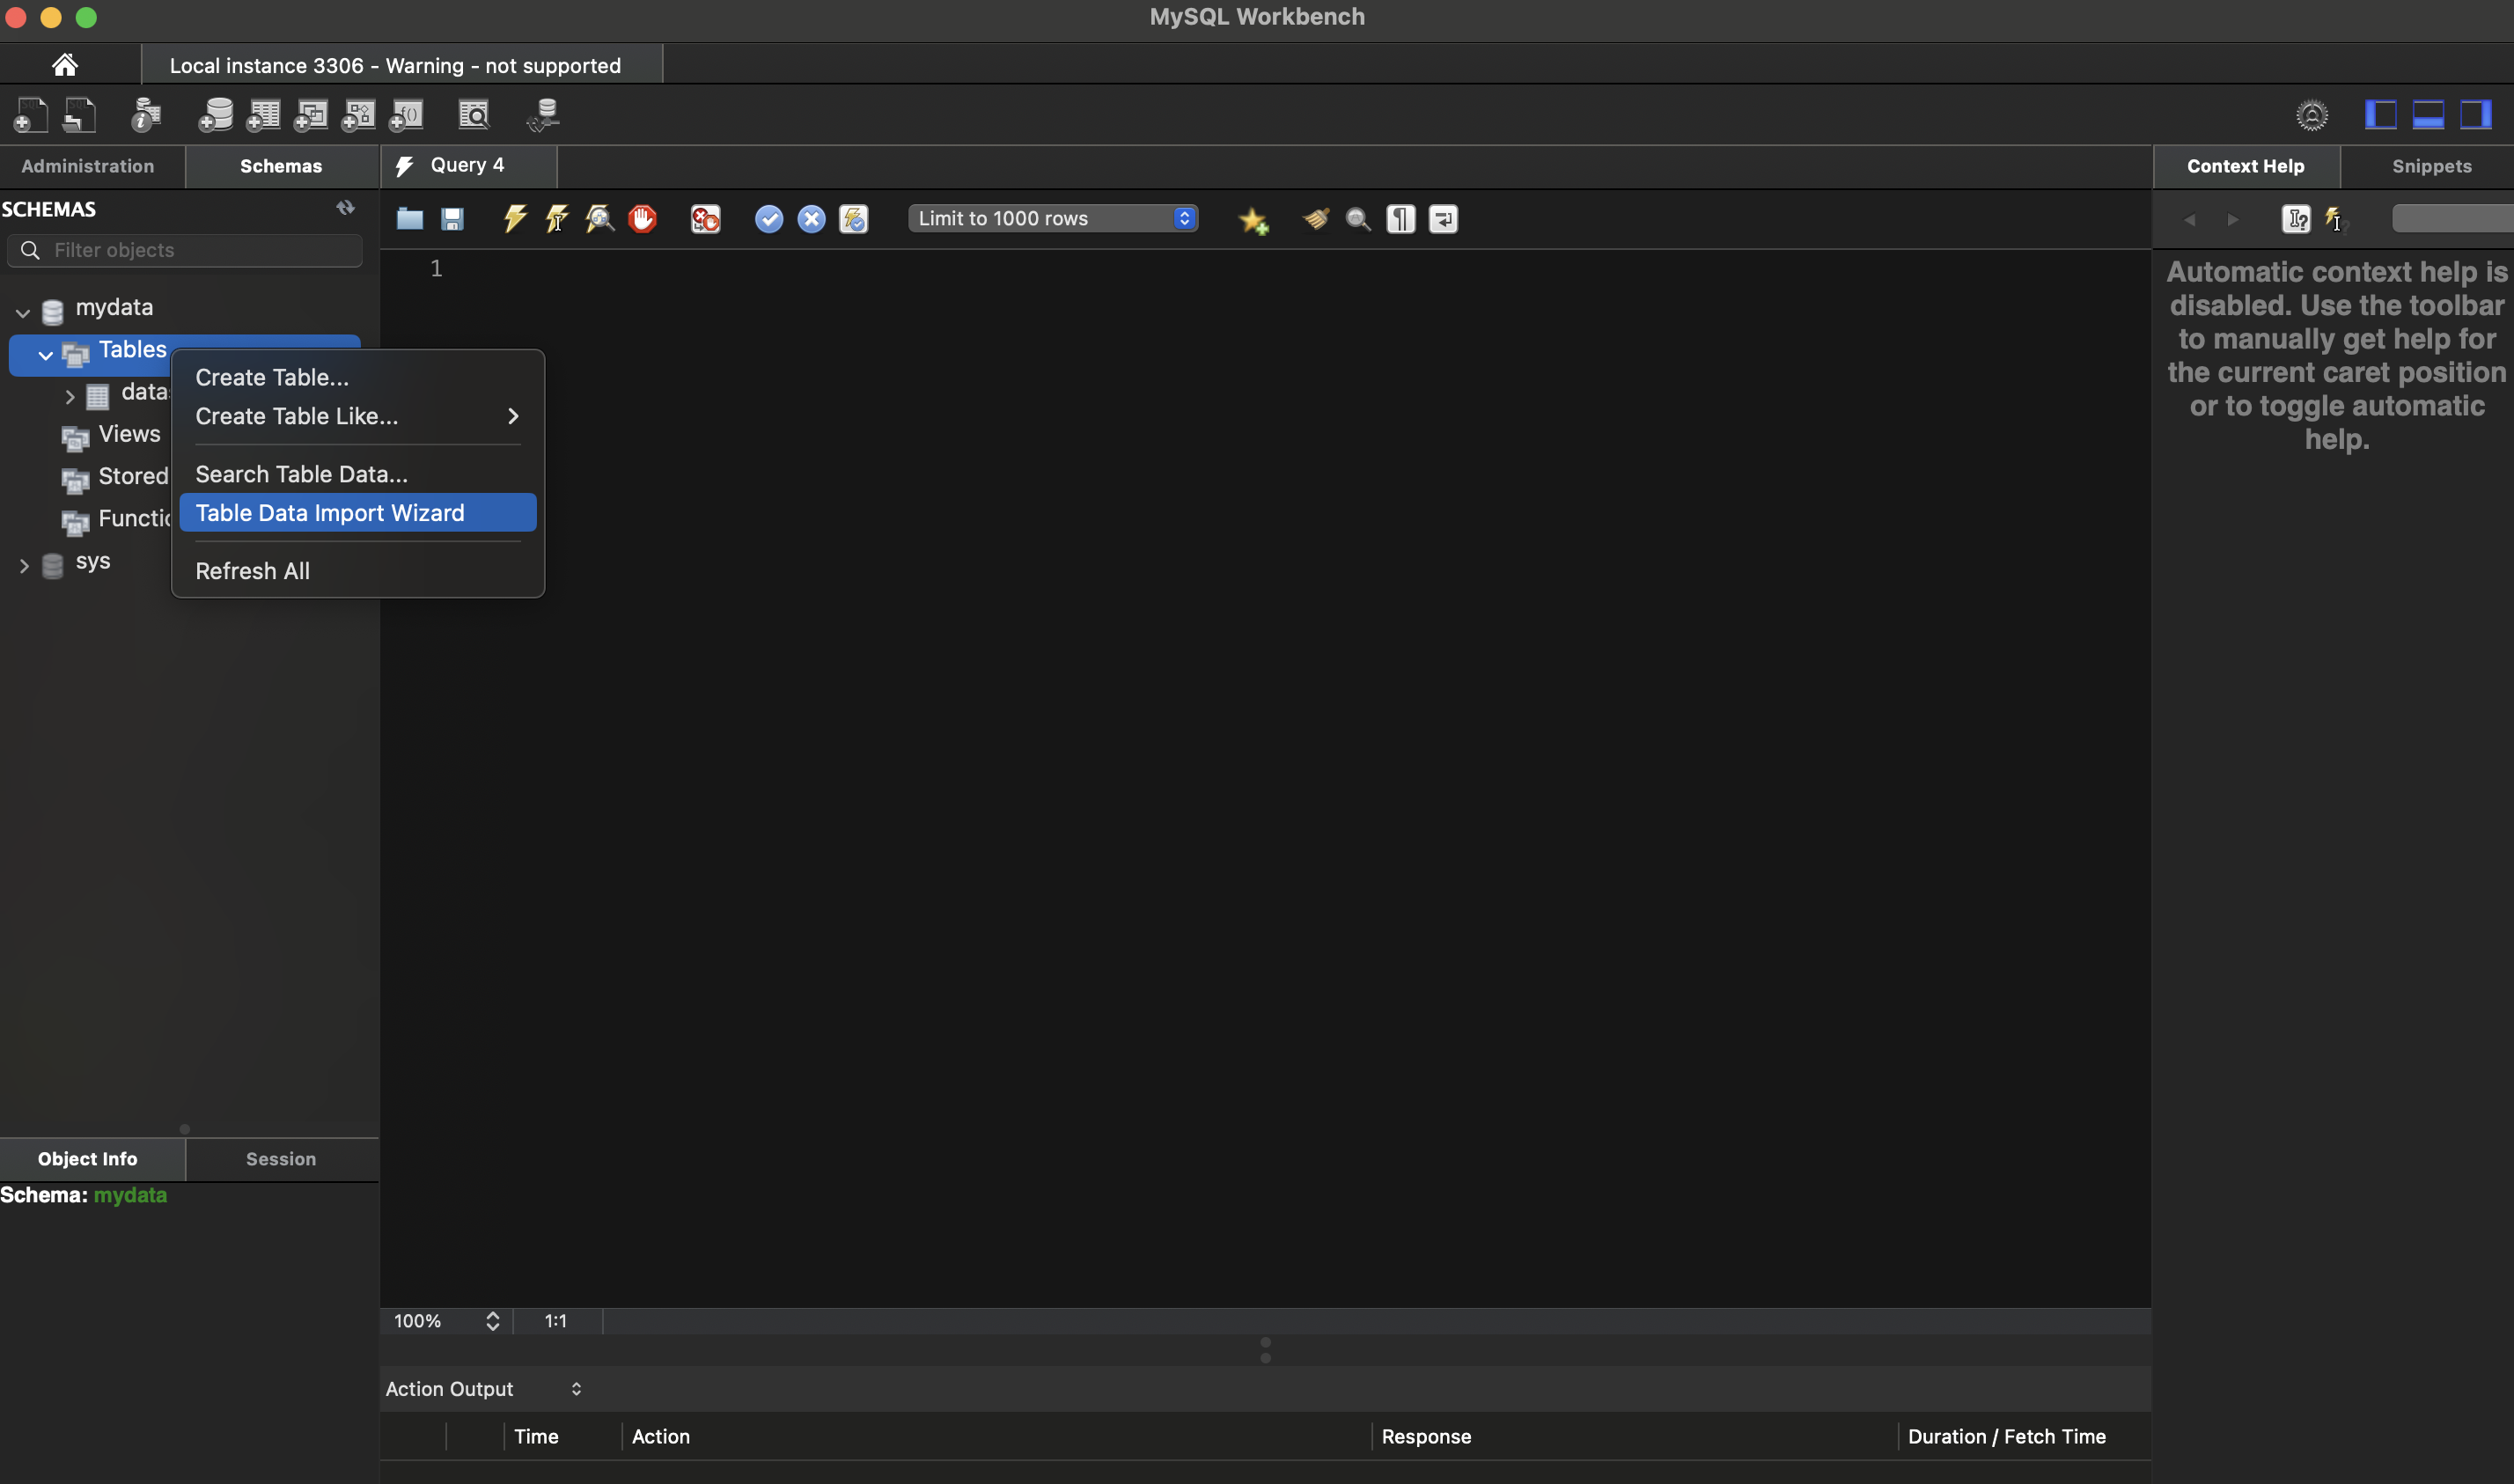 MySQL Workbench
Local instance 3306 - Warning - not supported
Administration
Schemas
Query 4
Context Help
Snippets
SCHEMAS
Filter objects
Limit to 1000 rows
1
mydata
Tables
Views
Stored
sys
Create Table...
Create Table Like...
Search Table Data...
Table Data Import Wizard
Refresh All
Automatic context help is
disabled. Use the toolbar
to manually get help for
the current caret position
or to toggle automatic
help.
Object Info
Session
Schema: mydata
100%
1:1
Action Output
Time
Action
Response
Duration / Fetch Time